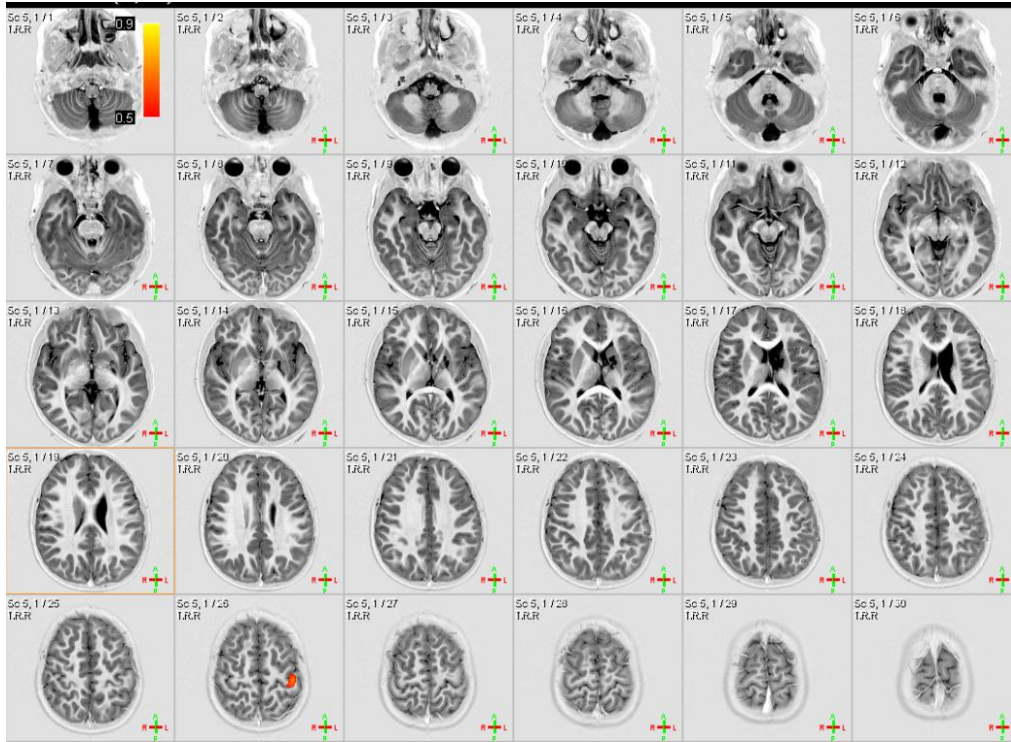 Sc 5, 1 / 1 0.9 Sc 5, 1 / 2 Sc 5, 1 / 3 Sc 5, 1 / 4 Sc 5, 1 / 5 Sc 5, 1 / 6
I.R.R I.R.R I.R.R I.R.R I.R.R I.R.R
0.5
A A A A A
R L R L R L R L R L
P P P P P
Sc 5, 1 / 7 Sc 5, 1 / 8 Sc 5, 1 / 9 Sc 5, 1 / 10 Sc 5, 1 / 11 Sc 5, 1 / 12
I.R.R I.R.R I.R.R I.R.R I.R.R I.R.R
A A A A A A
R L R L R L R L R L R L
P P P P P P
Sc 5, 1 / 13 Sc 5, 1 / 14 Sc 5, 1 / 15 Sc 5, 1 / 16 Sc 5, 1 / 17 Sc 5, 1 / 18
I.R.R I.R.R I.R.R I.R.R I.R.R I.R.R
A A A A A A
R L R L R L R L R L R L
P P P P P P
Sc 5, 1 / 19 Sc 5, 1 / 20 Sc 5, 1 / 21 Sc 5, 1 / 22 Sc 5, 1 / 23 Sc 5, 1 / 24
I.R.R I.R.R I.R.R I.R.R I.R.R I.R.R
A A A A A A
R L R L R L R L R L R L
P P P P P P
Sc 5, 1 / 25 Sc 5, 1 / 26 Sc 5, 1 / 27 Sc 5, 1 / 28 Sc 5, 1 / 29 Sc 5, 1 / 30
I.R.R I.R.R I.R.R I.R.R I.R.R I.R.R
A A A A A A
R L R L R L R L R L R L
P P P P P P